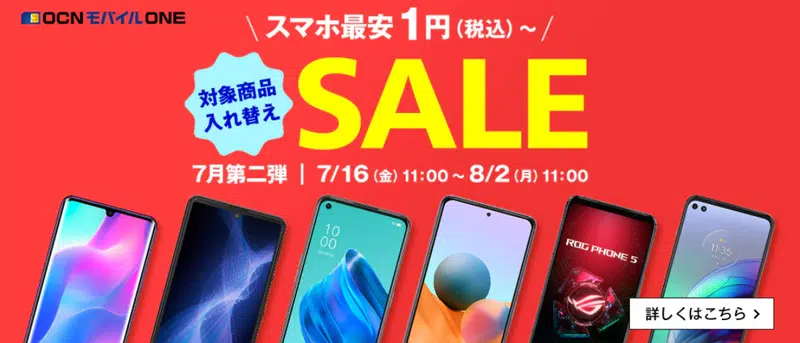 OCN モバイル ONE
スマホ最安1円(税込)~
対象商品
入れ替え
SALE
7月第二弾 | 7/16(金)11:00~8/2(月)11:00
10
00
ROG PHONE 5
11:35
詳しくはこちら >